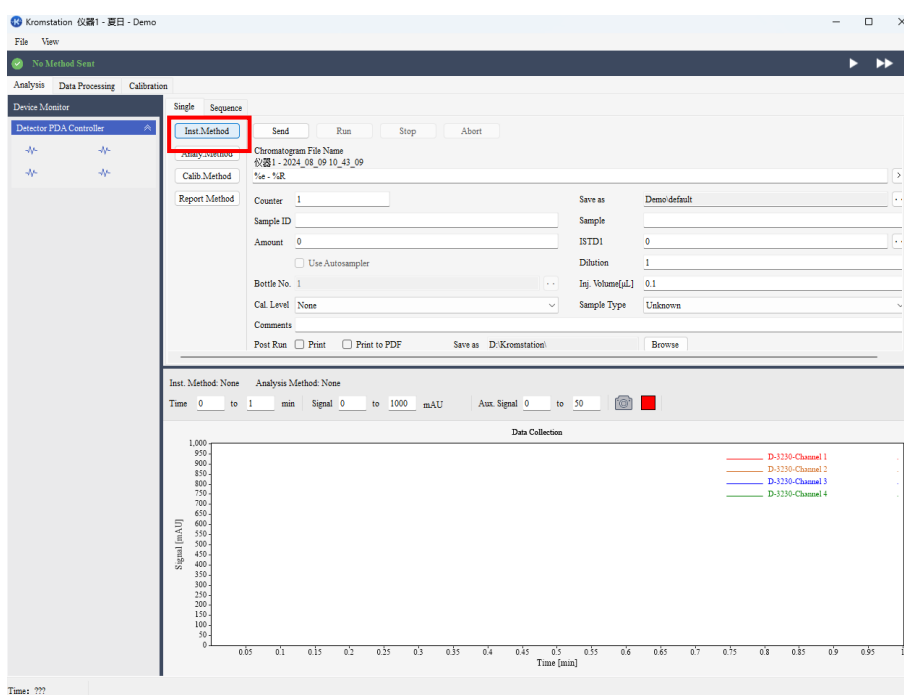 Kromstation 仪器1 - 夏日 - Demo
File View
No Method Sent
Analysis Data Processing Calibration
Device Monitor
Detector PDA Controller
Single Sequence
Inst.Method Send Run Stop Abort
Analy.Method
Chromatogram File Name
仪器1 - 2024_08_09 10_43_09
Calib.Method %e - %R
Report Method Counter 1 Save as Demo\default
Sample ID Sample
Amount 0 ISTD1 0
Use Autosampler Dilution 1
Bottle No. 1 Inj. Volume[μL] 0.1
Cal. Level None Sample Type Unknown
Comments
Post Run Print Print to PDF Save as D:\Kromstation\ Browse
Inst. Method: None Analysis Method: None
Time 0 to 1 min Signal 0 to 1000 mAU Aux. Signal 0 to 50
Data Collection
D-3230-Channel 1
D-3230-Channel 2
D-3230-Channel 3
D-3230-Channel 4
Signal [mAU]
1,000
950
900
850
800
750
700
650
600
550
500
450
400
350
300
250
200
150
100
50
0
0.05 0.1 0.15 0.2 0.25 0.3 0.35 0.4 0.45 0.5 0.55 0.6 0.65 0.7 0.75 0.8 0.85 0.9 0.95 1
Time [min]
Time: ???